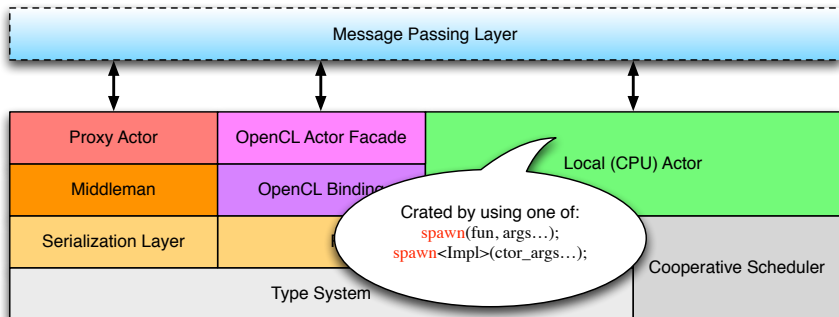 Message Passing Layer
Proxy Actor
OpenCL Actor Facade
Local (CPU) Actor
Middleman
OpenCL Binding
Crated by using one of:
spawn(fun, args…);
spawn<Impl>(ctor_args…);
Serialization Layer
Cooperative Scheduler
Type System